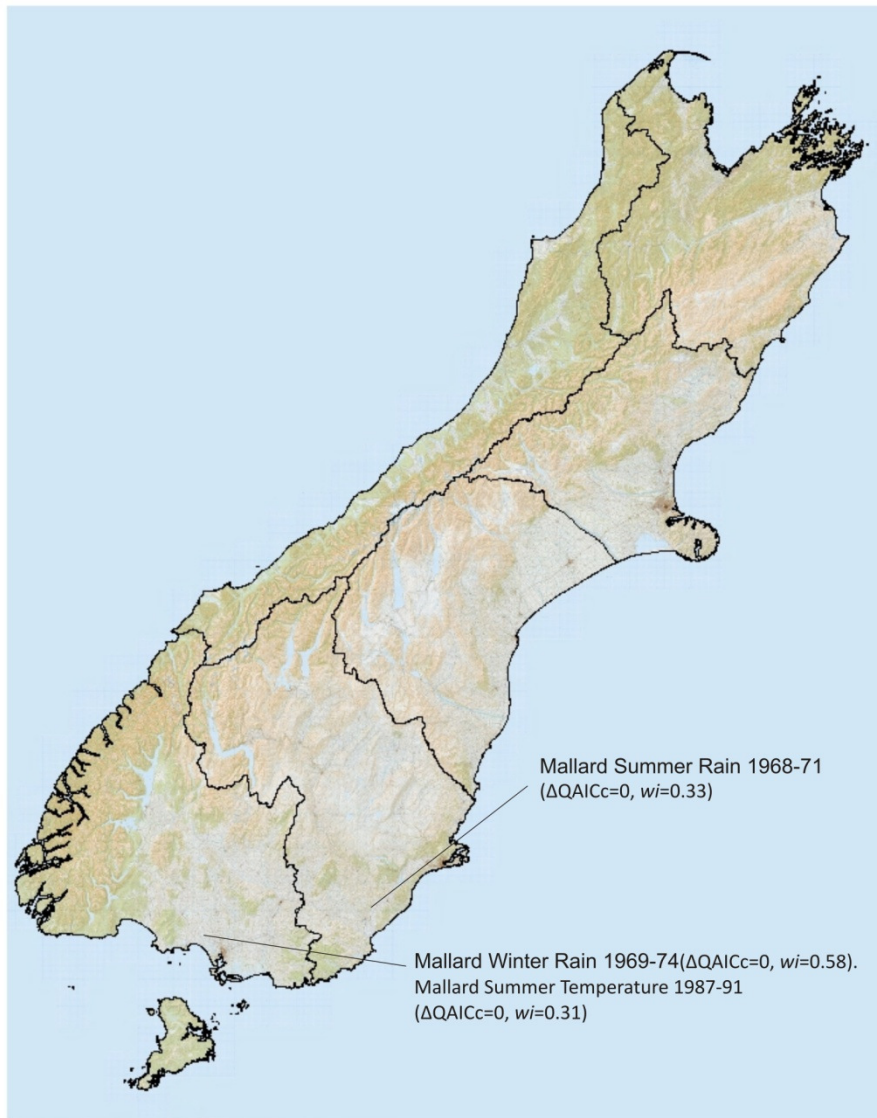 Mallard Summer Rain 1968-71
(ΔQAICc=0, wi=0.33)
Mallard Winter Rain 1969-74(ΔQAICc=0, wi=0.58).
Mallard Summer Temperature 1987-91
(ΔQAICc=0, wi=0.31)